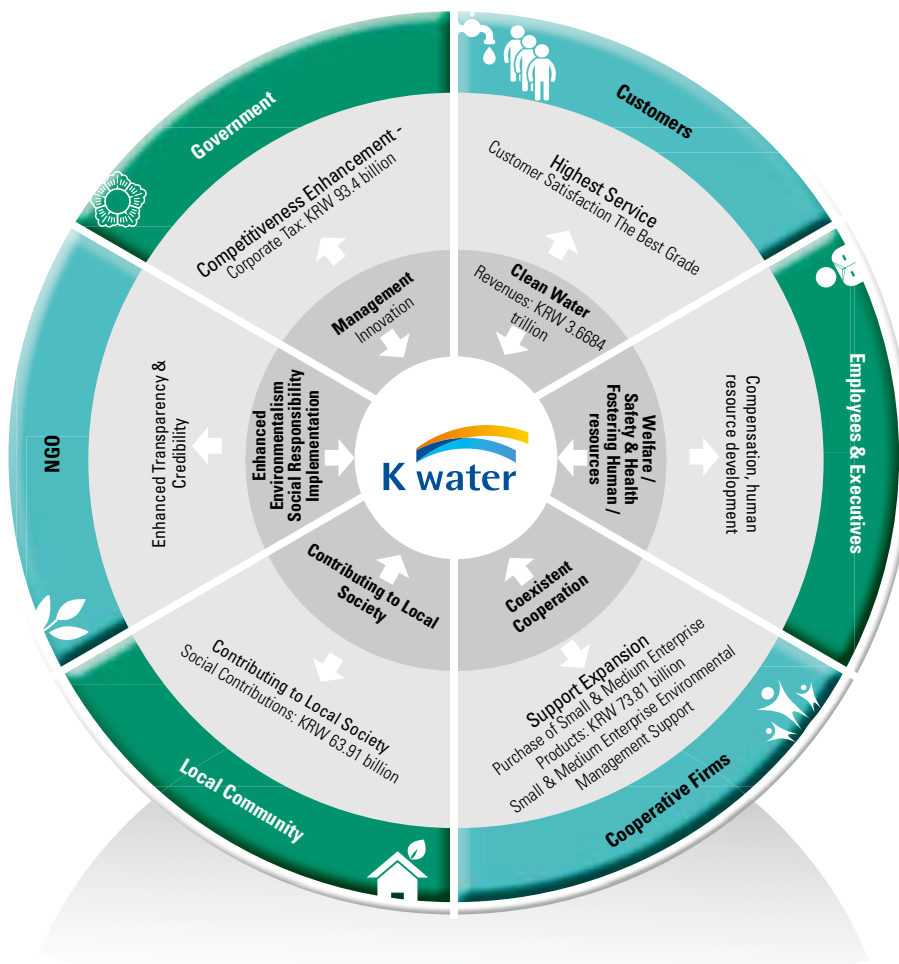 Government
Competitiveness Enhancement -
Corporate Tax: KRW 93.4 billion
Management
Innovation
Customers
Highest Service
Customer Satisfaction The Best Grade
Clean Water
Revenues: KRW 3.6684
trillion
Employees & Executives
Compensation, human
resource development
Welfare /
Safety & Health
Fostering Human /
resources
Cooperative Firms
Support Expansion
Purchase of Small & Medium Enterprise
Products: KRW 73.81 billion
Small & Medium Enterprise Environmental
Management Support
Coexistent
Cooperation
Local Community
Contributing to Local Society
Social Contributions: KRW 63.91 billion
Contributing to Local
Society
NGO
Enhanced Transparency &
Credibility
Enhanced
Environmentalism
Social Responsibility
Implementation
K water